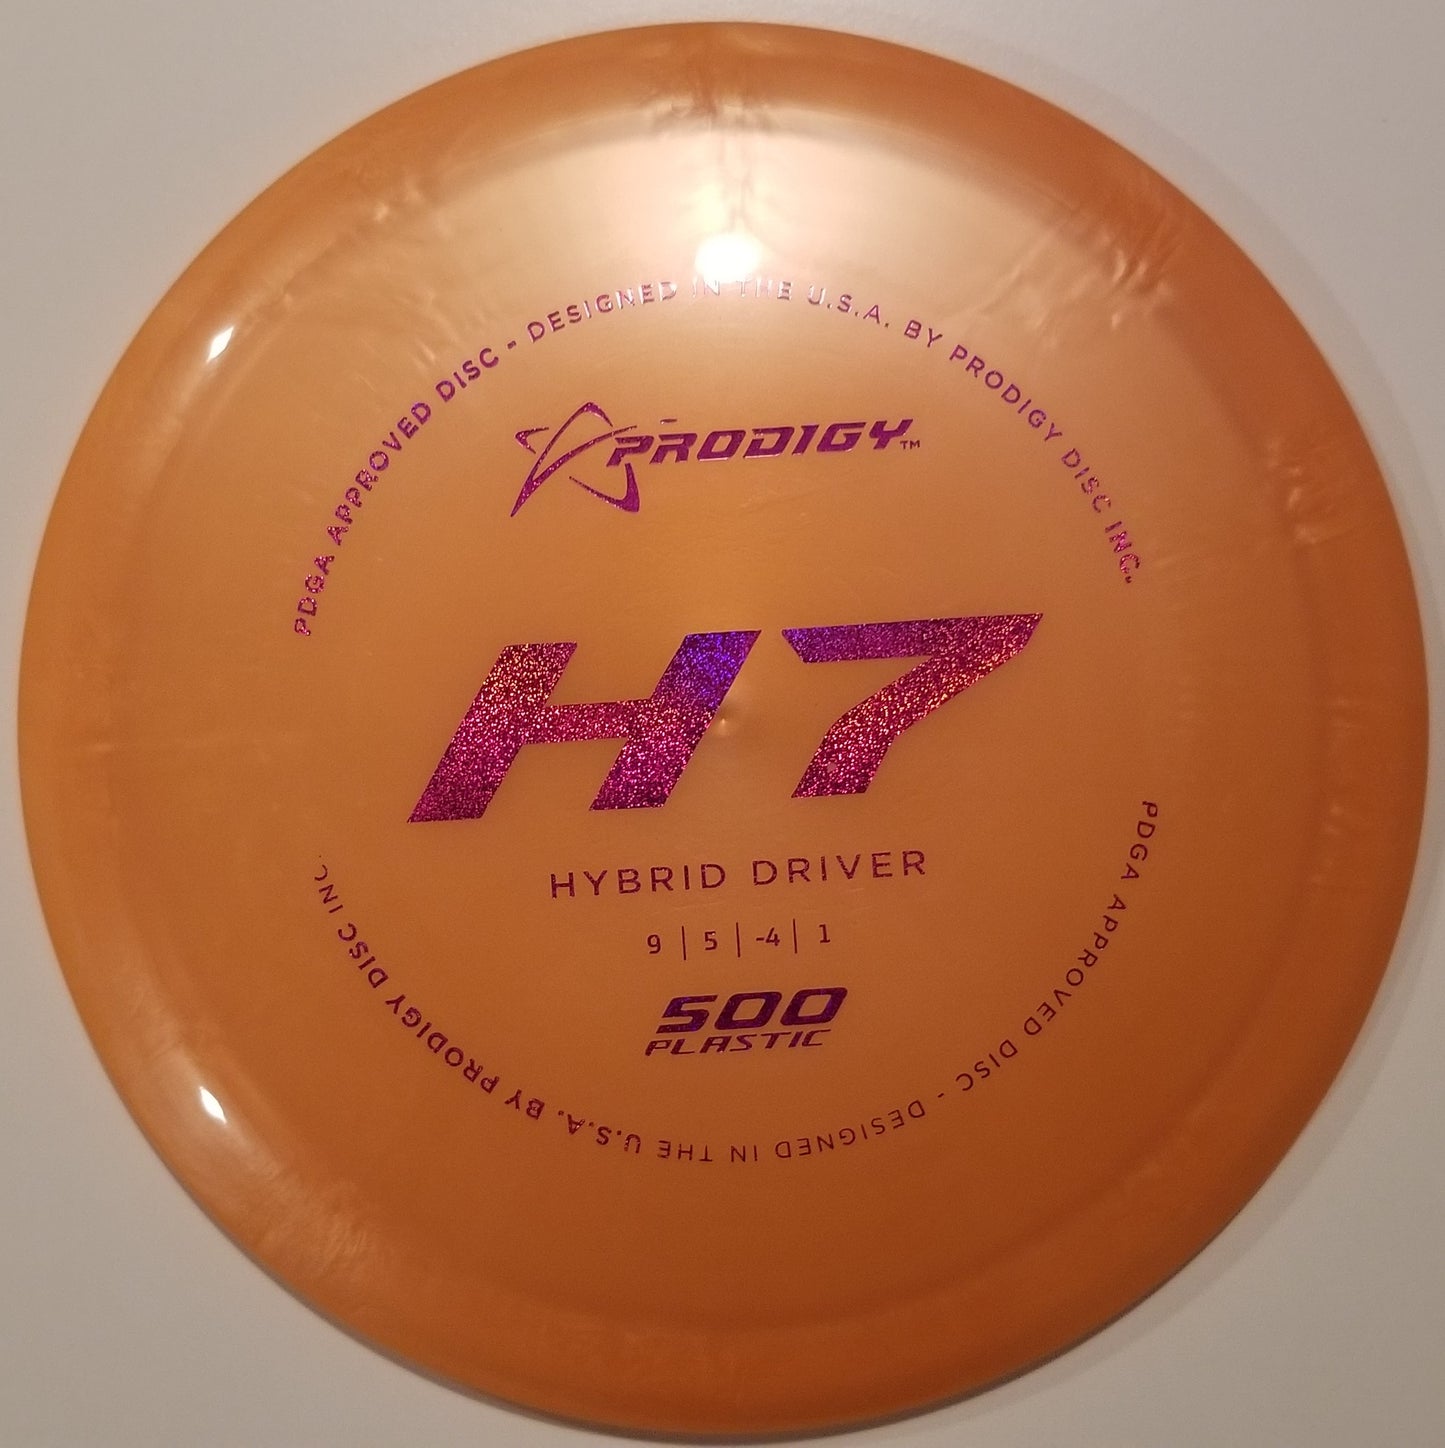 PDGA APPROVED DISC - DESIGNED IN THE U.S.A. BY PRODIGY DISC INC.
PRODIGY™
H7
HYBRID DRIVER
9 | 5 | -4 | 1
500
PLASTIC
PDGA APPROVED DISC - DESIGNED IN THE U.S.A. BY PRODIGY DISC INC.